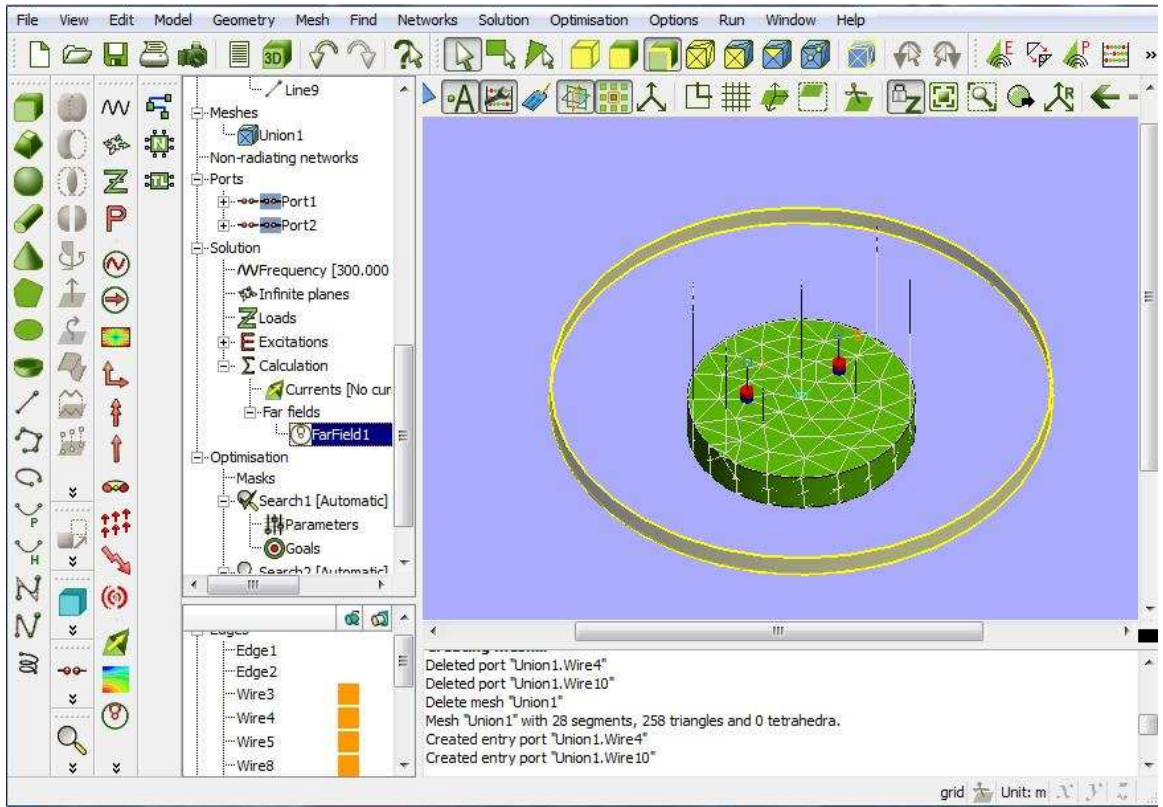 File View Edit Model Geometry Mesh Find Networks Solution Optimisation Options Run Window Help
3D
E
P
»
A
Z
R
N
Z
TL
P
P
H
Line9
Meshes
Union1
Non-radiating networks
Ports
Port1
Port2
Solution
Frequency [300.000
Infinite planes
Loads
Excitations
Calculation
Currents [No cur
Far fields
FarField1
Optimisation
Masks
Search1 [Automatic]
Parameters
Goals
Search2 [Automatic]
Edges
Edge1
Edge2
Wire3
Wire4
Wire5
Wire8
Deleted port "Union1.Wire4"
Deleted port "Union1.Wire10"
Delete mesh "Union1"
Mesh "Union1" with 28 segments, 258 triangles and 0 tetrahedra.
Created entry port "Union1.Wire4"
Created entry port "Union1.Wire10"
grid Unit: m x y z